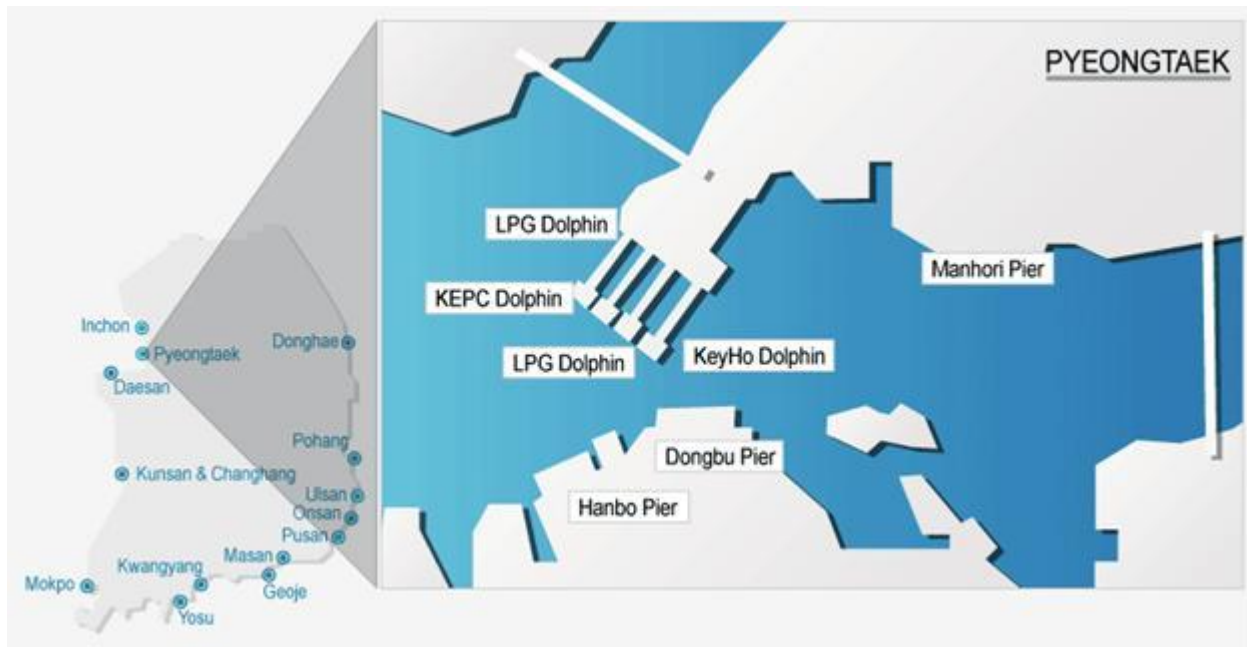 PYEONGTAEK
LPG Dolphin
Manhori Pier
KEPC Dolphin
LPG Dolphin
KeyHo Dolphin
Dongbu Pier
Hanbo Pier
Inchon
Pyeongtaek
Donghae
Daesan
Pohang
Kunsan & Changhang
Ulsan
Onsan
Pusan
Masan
Kwangyang
Geoje
Mokpo
Yosu